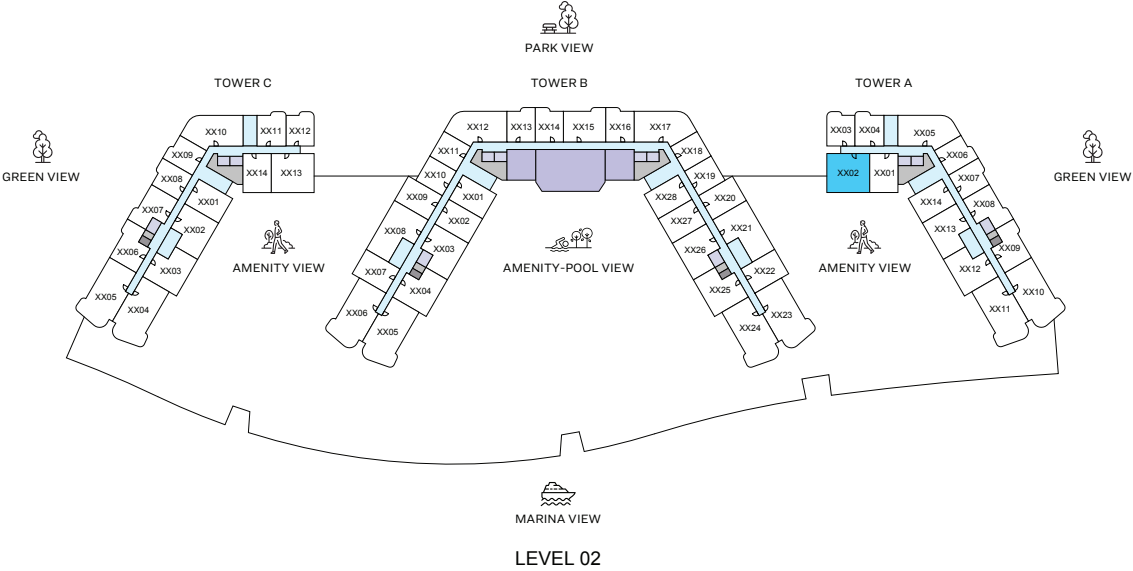 PARK VIEW
TOWER C
TOWER B
TOWER A
GREEN VIEW
GREEN VIEW
XX10
XX11
XX12
XX09
XX08
XX07
XX06
XX05
XX04
XX03
XX02
XX01
XX14
XX13
XX12
XX13
XX14
XX15
XX16
XX17
XX11
XX10
XX09
XX08
XX07
XX06
XX05
XX04
XX03
XX02
XX01
XX18
XX19
XX20
XX21
XX22
XX23
XX24
XX25
XX26
XX27
XX28
XX03
XX04
XX05
XX02
XX01
XX06
XX07
XX08
XX09
XX10
XX11
XX12
XX13
XX14
AMENITY VIEW
AMENITY-POOL VIEW
AMENITY VIEW
MARINA VIEW
LEVEL 02